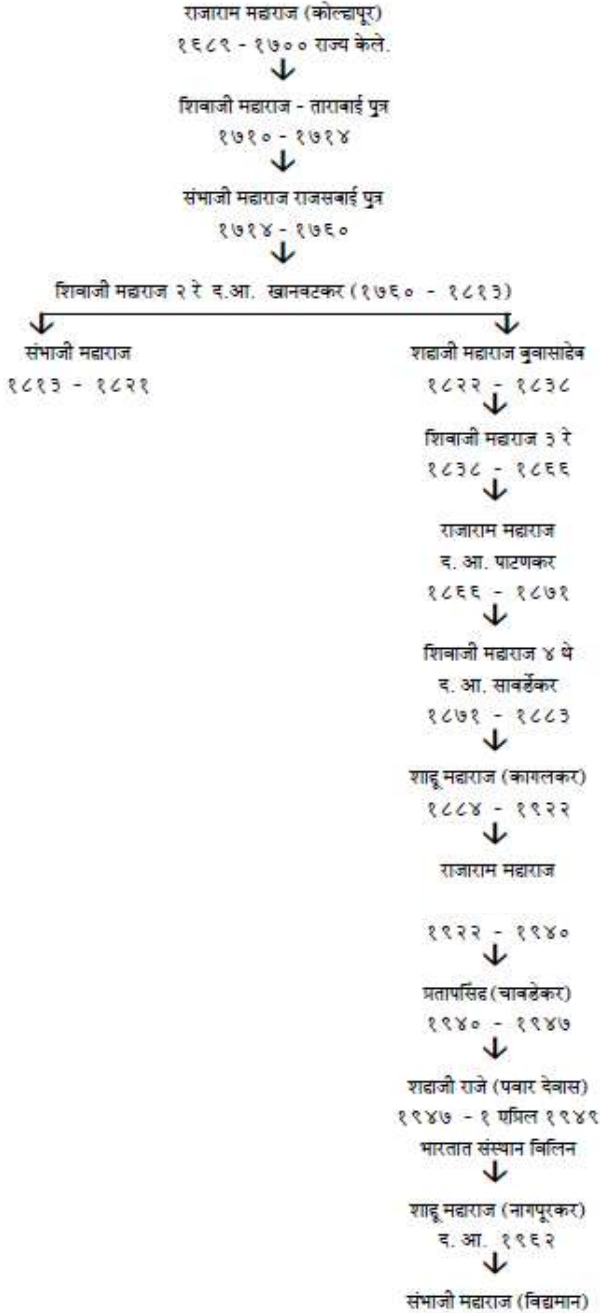 राजाराम महाराज (कोल्हापूर)
१६८९ - १७०० राज्य केले.
शिवाजी महाराज - ताराबाई पुत्र
१७१० - १७१४
संभाजी महाराज राजसबाई पुत्र
१७१४ - १७६०
शिवाजी महाराज २ रे द.आ. खानवटकर (१७६० - १८१३)
संभाजी महाराज
१८१३ - १८२१
शहाजी महाराज बुवासाहेब
१८२२ - १८३८
शिवाजी महाराज ३ रे
१८३८ - १८६६
राजाराम महाराज
द. आ. पाटणकर
१८६६ - १८७१
शिवाजी महाराज ४ थे
द. आ. सावर्डेकर
१८७१ - १८८३
शाहू महाराज (कागलकर)
१८८४ - १९२२
राजाराम महाराज
१९२२ - १९४०
प्रतापसिंह (चावडेकर)
१९४० - १९४७
शहाजी राजे (पवार देवास)
१९४७ - १ एप्रिल १९४९
भारतात संस्थान विलिन
शाहू महाराज (नागपूरकर)
द. आ. १९६२
संभाजी महाराज (विद्यमान)